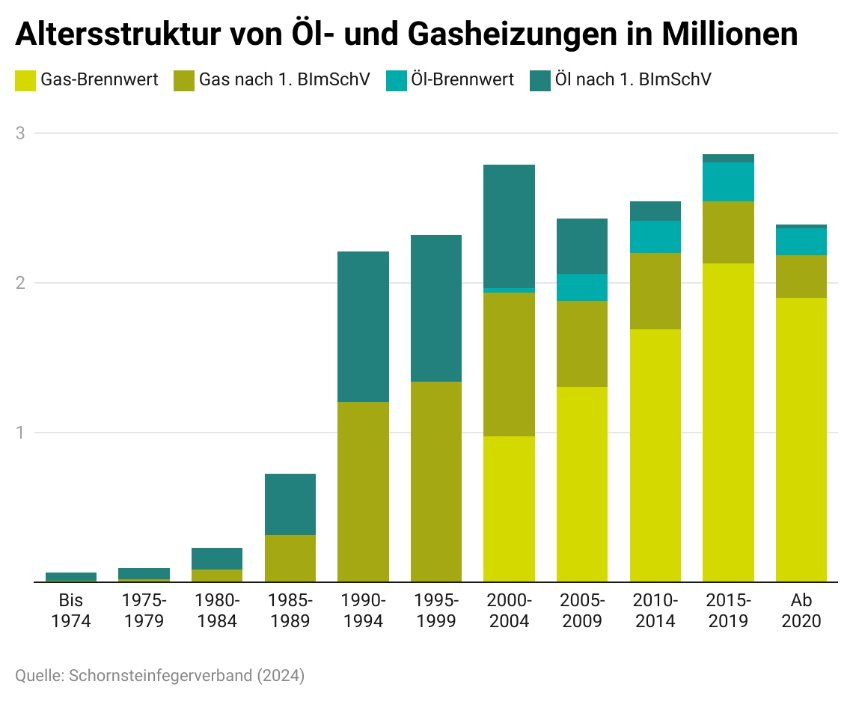 Altersstruktur von Öl- und Gasheizungen in Millionen
Gas-Brennwert Gas nach 1. BImSchV Öl-Brennwert Öl nach 1. BImSchV
3
2
1
Bis 1974
1975-1979
1980-1984
1985-1989
1990-1994
1995-1999
2000-2004
2005-2009
2010-2014
2015-2019
Ab 2020
Quelle: Schornsteinfegerverband (2024)